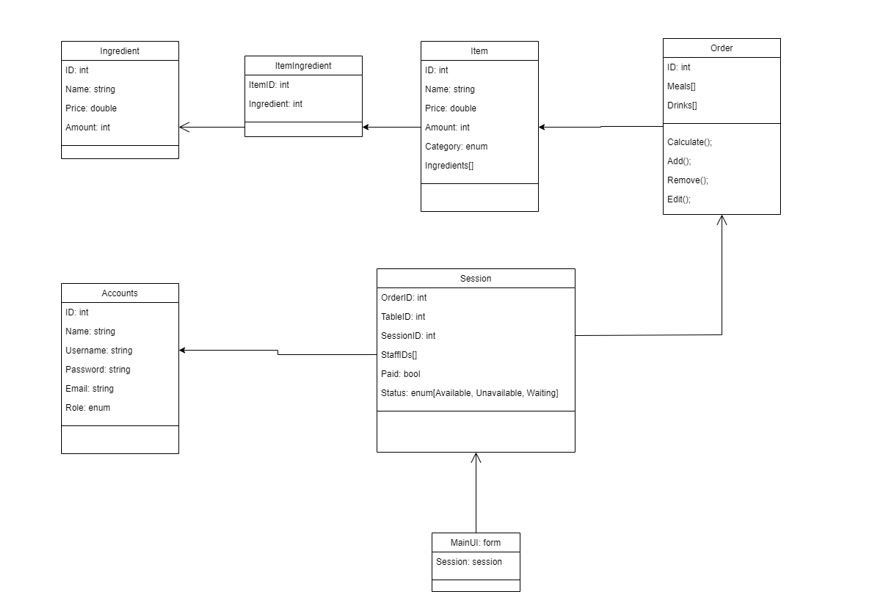 Ingredient
ID: int
Name: string
Price: double
Amount: int
ItemIngredient
ItemID: int
Ingredient: int
Item
ID: int
Name: string
Price: double
Amount: int
Category: enum
Ingredients[]
Order
ID: int
Meals[]
Drinks[]
Calculate();
Add();
Remove();
Edit();
Accounts
ID: int
Name: string
Username: string
Password: string
Email: string
Role: enum
Session
OrderID: int
TableID: int
SessionID: int
StaffIDs[]
Paid: bool
Status: enum[Available, Unavailable, Waiting]
MainUI: form
Session: session